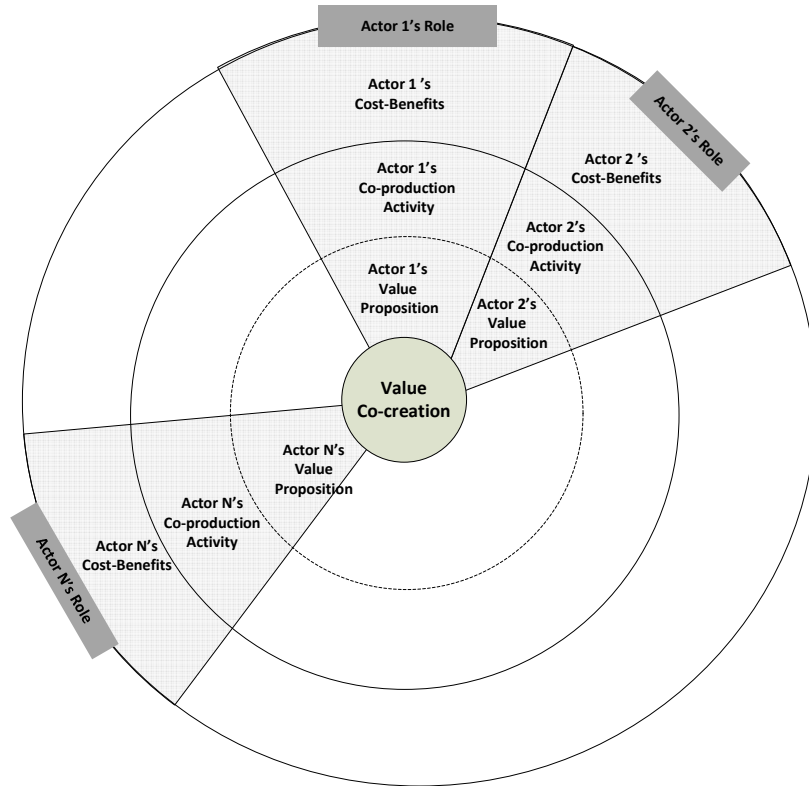 Actor 1's Role
Actor 1 's
Cost-Benefits
Actor 1's
Co-production
Activity
Actor 1's
Value
Proposition
Actor 2's Role
Actor 2 's
Cost-Benefits
Actor 2's
Co-production
Activity
Actor 2's
Value
Proposition
Value
Co-creation
Actor N's
Value
Proposition
Actor N's
Co-production
Activity
Actor N's
Cost-Benefits
Actor N's Role